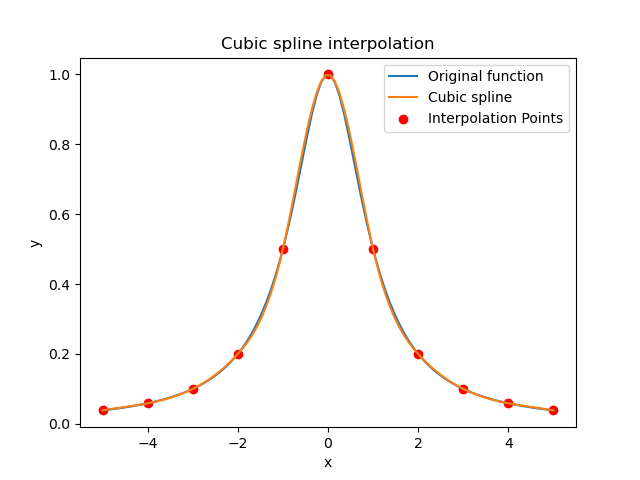 Cubic spline interpolation
Original function
Cubic spline
Interpolation Points
1.0
0.8
0.6
0.4
0.2
0.0
y
−4
−2
0
2
4
x